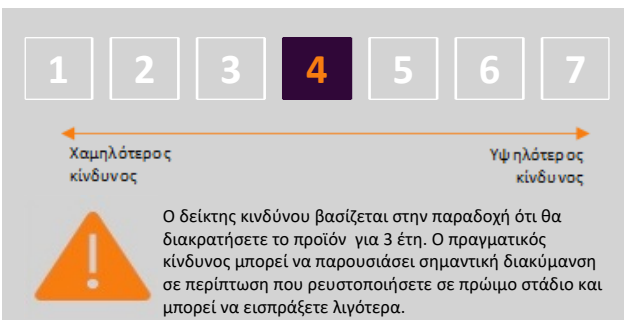 1 2 3 4 5 6 7
Χαμηλότερος Υψηλότερος
κίνδυνος κίνδυνος
Ο δείκτης κινδύνου βασίζεται στην παραδοχή ότι θα
διακρατήσετε το προϊόν για 3 έτη. Ο πραγματικός
κίνδυνος μπορεί να παρουσιάσει σημαντική διακύμανση
σε περίπτωση που ρευστοποιήσετε σε πρώιμο στάδιο και
μπορεί να εισπράξετε λιγότερα.